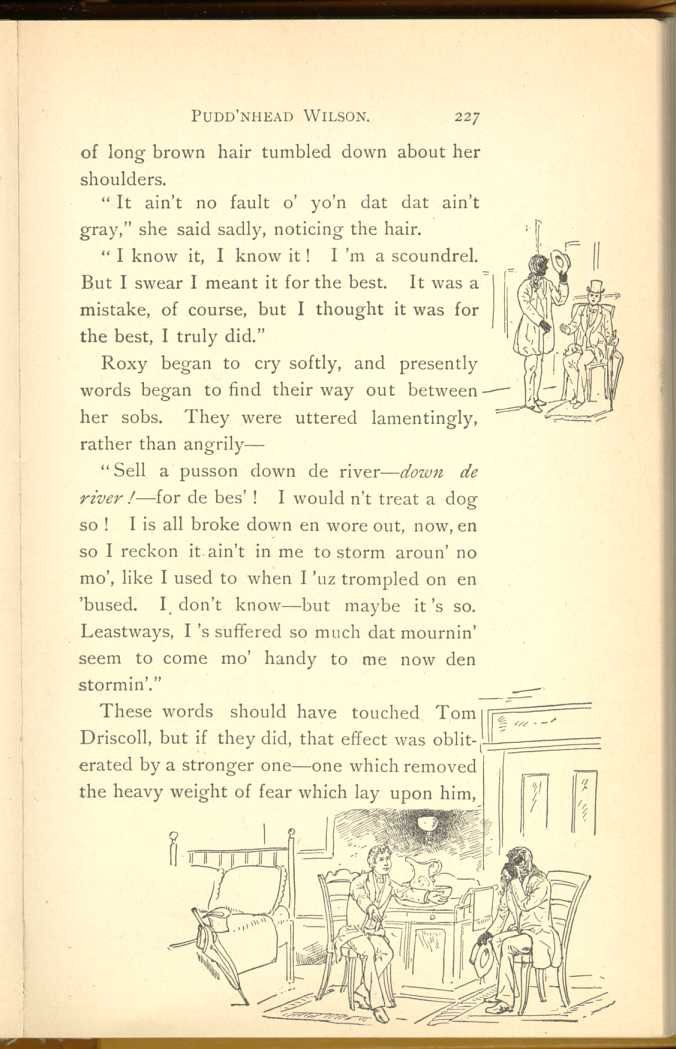 PUDD'NHEAD WILSON. 227
of long brown hair tumbled down about her
shoulders.
"It ain't no fault o' yo'n dat dat ain't
gray," she said sadly, noticing the hair.
"I know it, I know it! I 'm a scoundrel.
But I swear I meant it for the best. It was a
mistake, of course, but I thought it was for
the best, I truly did."
Roxy began to cry softly, and presently
words began to find their way out between
her sobs. They were uttered lamentingly,
rather than angrily—
"Sell a pusson down de river—down de
river!—for de bes'! I would n't treat a dog
so! I is all broke down en wore out, now, en
so I reckon it ain't in me to storm aroun' no
mo', like I used to when I 'uz trompled on en
'bused. I don't know—but maybe it 's so.
Leastways, I 's suffered so much dat mournin'
seem to come mo' handy to me now den
stormin'."
These words should have touched Tom
Driscoll, but if they did, that effect was oblit-
erated by a stronger one—one which removed
the heavy weight of fear which lay upon him,